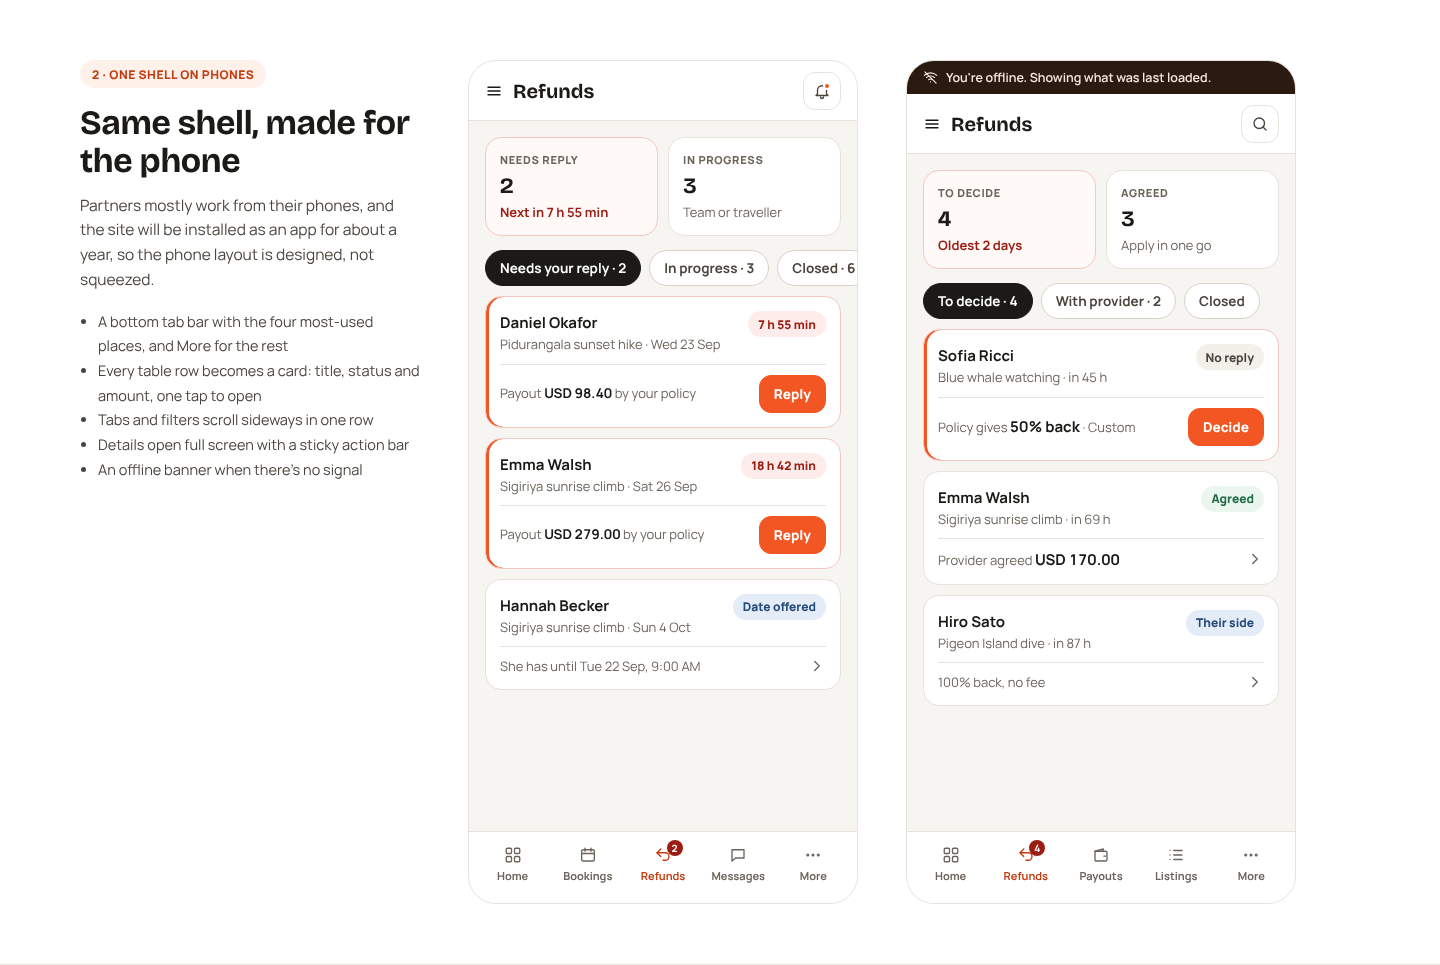 2 · ONE SHELL ON PHONES
Same shell, made for
the phone
Partners mostly work from their phones, and
the site will be installed as an app for about a
year, so the phone layout is designed, not
squeezed.
• A bottom tab bar with the four most-used
places, and More for the rest
• Every table row becomes a card: title, status and
amount, one tap to open
• Tabs and filters scroll sideways in one row
• Details open full screen with a sticky action bar
• An offline banner when there's no signal
Refunds
NEEDS REPLY
2
Next in 7 h 55 min
IN PROGRESS
3
Team or traveller
Needs your reply · 2
In progress · 3
Closed · 6
Daniel Okafor
7 h 55 min
Pidurangala sunset hike · Wed 23 Sep
Payout USD 98.40 by your policy
Reply
Emma Walsh
18 h 42 min
Sigiriya sunrise climb · Sat 26 Sep
Payout USD 279.00 by your policy
Reply
Hannah Becker
Date offered
Sigiriya sunrise climb · Sun 4 Oct
She has until Tue 22 Sep, 9:00 AM
Home
Bookings
2
Refunds
Messages
More
You're offline. Showing what was last loaded.
Refunds
TO DECIDE
4
Oldest 2 days
AGREED
3
Apply in one go
To decide · 4
With provider · 2
Closed
Sofia Ricci
No reply
Blue whale watching · in 45 h
Policy gives 50% back · Custom
Decide
Emma Walsh
Agreed
Sigiriya sunrise climb · in 69 h
Provider agreed USD 170.00
Hiro Sato
Their side
Pigeon Island dive · in 87 h
100% back, no fee
Home
4
Refunds
Payouts
Listings
More